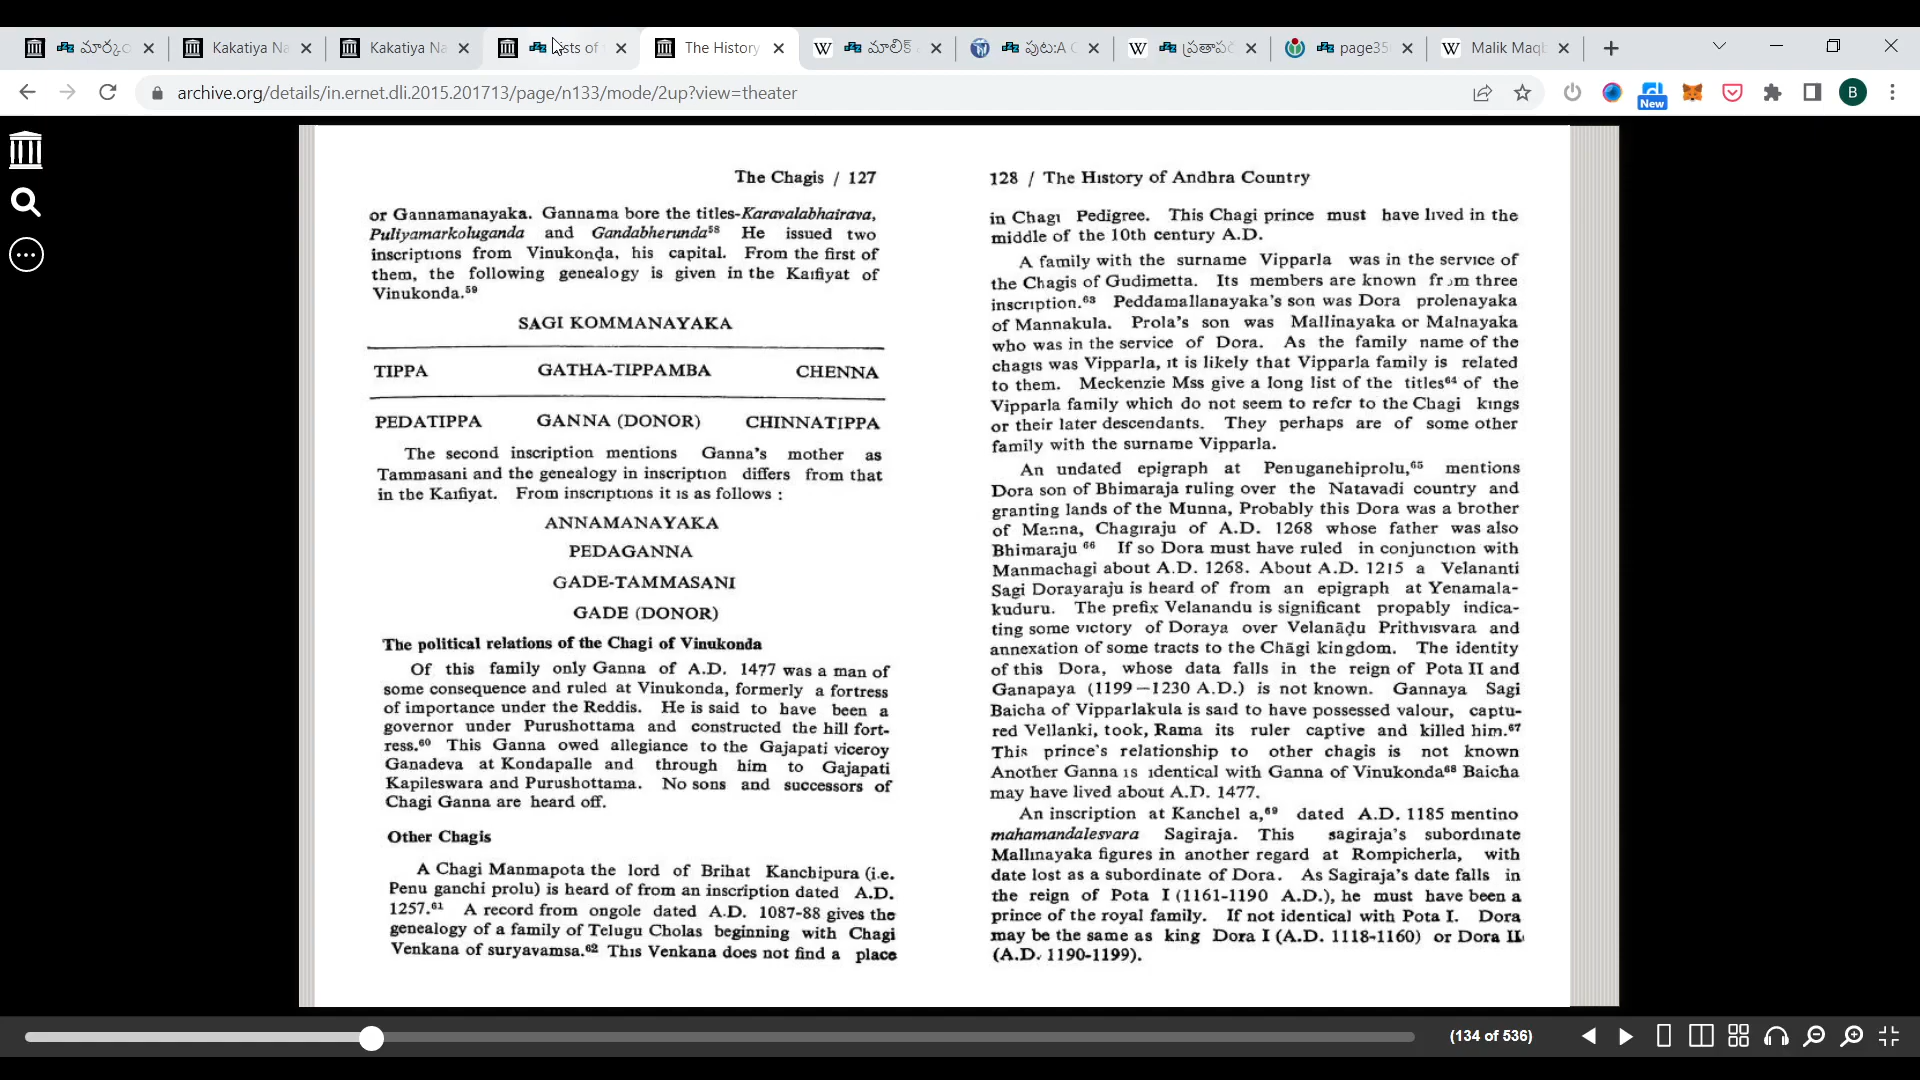 మార్కం
Kakatiya Na
Kakatiya Na
ists of
The History
మాలిక్
పుట:A
ప్రతాప
page35
Malik Maqb
archive.org/details/in.ernet.dli.2015.201713/page/n133/mode/2up?view=theater
New
B
The Chagis / 127
or Gannamanayaka. Gannama bore the titles-Karavalabhairava,
Puliyamarkoluganda and Gandabherunda58 He issued two
inscriptions from Vinukonḍa, his capital. From the first of
them, the following genealogy is given in the Kaifiyat of
Vinukonda.59
SAGI KOMMANAYAKA
TIPPA GATHA-TIPPAMBA CHENNA
PEDATIPPA GANNA (DONOR) CHINNATIPPA
The second inscription mentions Ganna's mother as
Tammasani and the genealogy in inscription differs from that
in the Kaifiyat. From inscriptions it is as follows :
ANNAMANAYAKA
PEDAGANNA
GADE-TAMMASANI
GADE (DONOR)
The political relations of the Chagi of Vinukonda
Of this family only Ganna of A.D. 1477 was a man of
some consequence and ruled at Vinukonda, formerly a fortress
of importance under the Reddis. He is said to have been a
governor under Purushottama and constructed the hill fort-
ress.60 This Ganna owed allegiance to the Gajapati viceroy
Ganadeva at Kondapalle and through him to Gajapati
Kapileswara and Purushottama. No sons and successors of
Chagi Ganna are heard off.
Other Chagis
A Chagi Manmapota the lord of Brihat Kanchipura (i.e.
Penu ganchi prolu) is heard of from an inscription dated A.D.
1257.61 A record from ongole dated A.D. 1087-88 gives the
genealogy of a family of Telugu Cholas beginning with Chagi
Venkana of suryavamsa.62 This Venkana does not find a place
128 / The History of Andhra Country
in Chagi Pedigree. This Chagi prince must have lived in the
middle of the 10th century A.D.
A family with the surname Vipparla was in the service of
the Chagis of Gudimetta. Its members are known from three
inscription.63 Peddamallanayaka's son was Dora prolenayaka
of Mannakula. Prola's son was Mallinayaka or Malnayaka
who was in the service of Dora. As the family name of the
chagis was Vipparla, it is likely that Vipparla family is related
to them. Meckenzie Mss give a long list of the titles64 of the
Vipparla family which do not seem to refer to the Chagi kings
or their later descendants. They perhaps are of some other
family with the surname Vipparla.
An undated epigraph at Penuganehiprolu,65 mentions
Dora son of Bhimaraja ruling over the Natavadi country and
granting lands of the Munna, Probably this Dora was a brother
of Manna, Chagiraju of A.D. 1268 whose father was also
Bhimaraju 66 If so Dora must have ruled in conjunction with
Manmachagi about A.D. 1268. About A.D. 1215 a Velananti
Sagi Dorayaraju is heard of from an epigraph at Yenamala-
kuduru. The prefix Velanandu is significant propably indica-
ting some victory of Doraya over Velanāḍu Prithvisvara and
annexation of some tracts to the Chāgi kingdom. The identity
of this Dora, whose data falls in the reign of Pota II and
Ganapaya (1199—1230 A.D.) is not known. Gannaya Sagi
Baicha of Vipparlakula is said to have possessed valour, captu-
red Vellanki, took, Rama its ruler captive and killed him.67
This prince's relationship to other chagis is not known
Another Ganna is identical with Ganna of Vinukonda68 Baicha
may have lived about A.D. 1477.
An inscription at Kanchel a,69 dated A.D. 1185 mentino
mahamandalesvara Sagiraja. This sagiraja's subordinate
Mallinayaka figures in another regard at Rompicherla, with
date lost as a subordinate of Dora. As Sagiraja's date falls in
the reign of Pota I (1161-1190 A.D.), he must have been a
prince of the royal family. If not identical with Pota I. Dora
may be the same as king Dora I (A.D. 1118-1160) or Dora II
(A.D. 1190-1199).
(134 of 536)